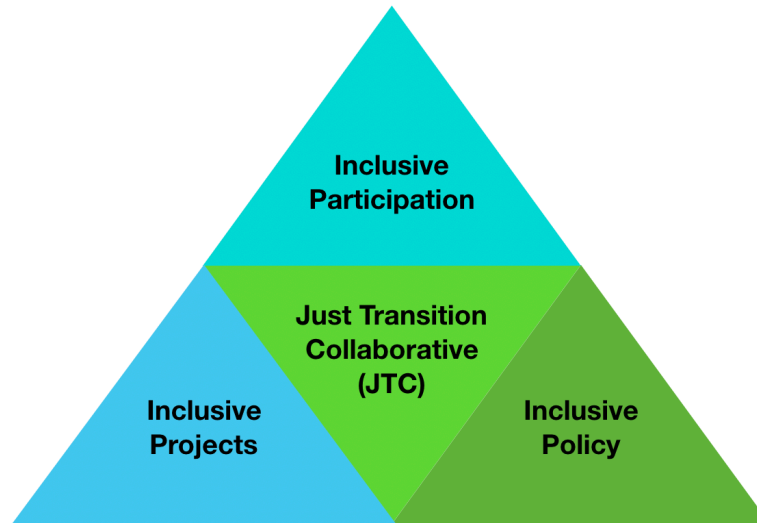 Inclusive
Participation
Just Transition
Collaborative
(JTC)
Inclusive
Projects
Inclusive
Policy